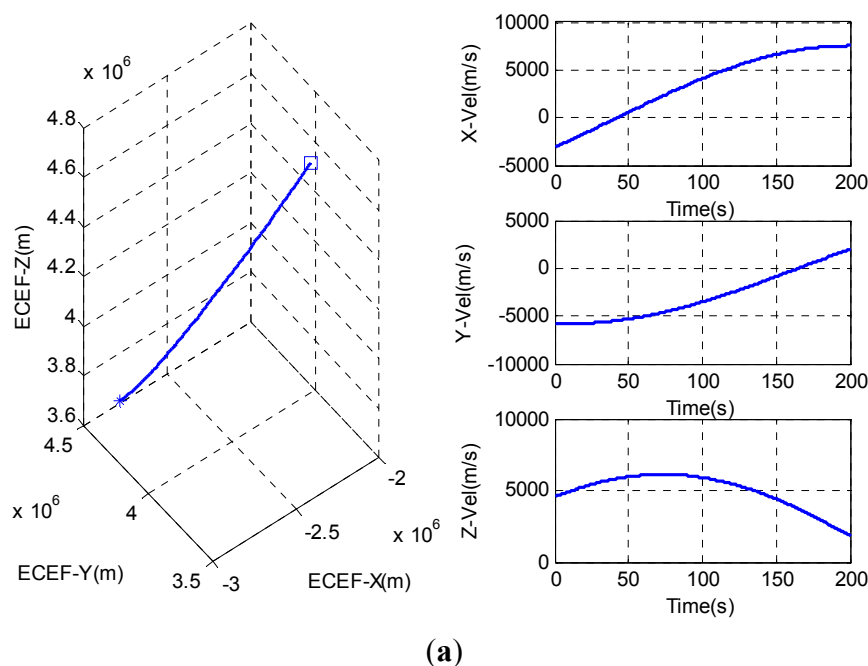 x 10^6
4.8
4.6
4.4
4.2
4
3.8
3.6
ECEF-Z(m)
4.5
4
3.5
x 10^6
ECEF-Y(m)
-3
-2.5
-2
x 10^6
ECEF-X(m)
10000
5000
0
-5000
X-Vel(m/s)
0 50 100 150 200
Time(s)
5000
0
-5000
-10000
Y-Vel(m/s)
0 50 100 150 200
Time(s)
10000
5000
0
Z-Vel(m/s)
0 50 100 150 200
Time(s)
(a)